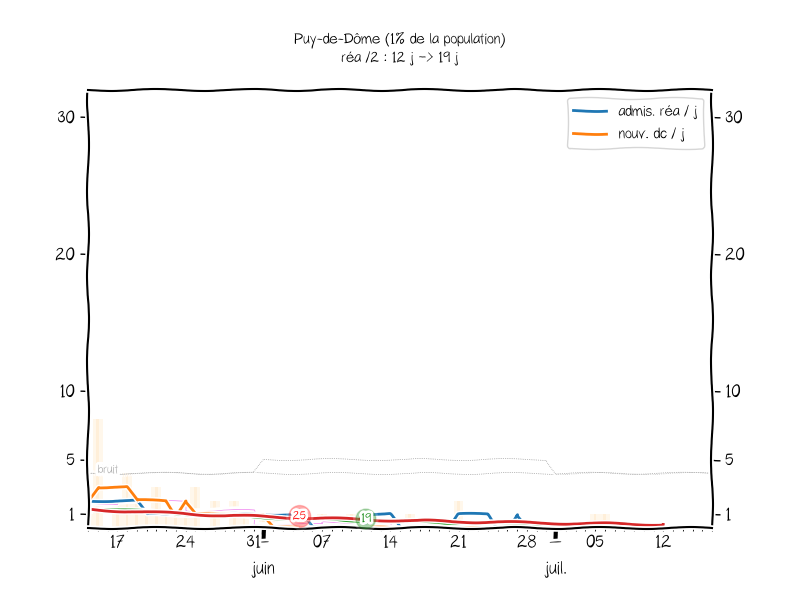 Puy-de-Dôme (1% de la population)
réa /2 : 12 j -> 19 j
admis. réa / j
nouv. dc / j
30
30
20
20
10
10
5
5
bruit
1
1
25
19
17 24 31 07 14 21 28 05 12
juin juil.